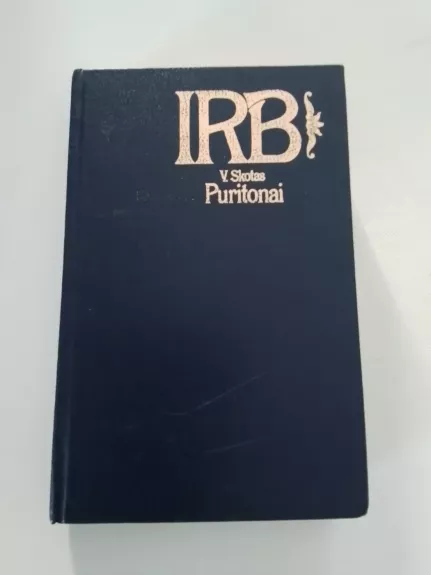 IRB
V. Skotas
Puritonai